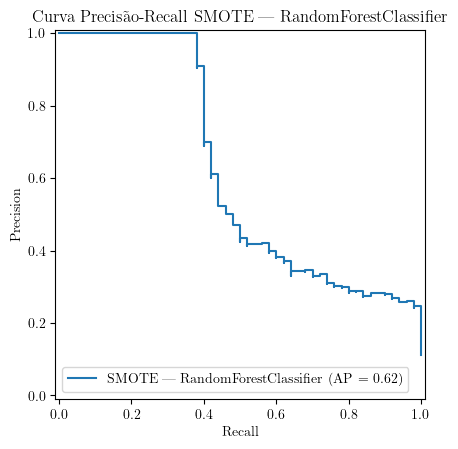 Curva Precisão-Recall SMOTE — RandomForestClassifier
1.0
0.8
0.6
0.4
0.2
0.0
Precision
SMOTE — RandomForestClassifier (AP = 0.62)
0.0 0.2 0.4 0.6 0.8 1.0
Recall